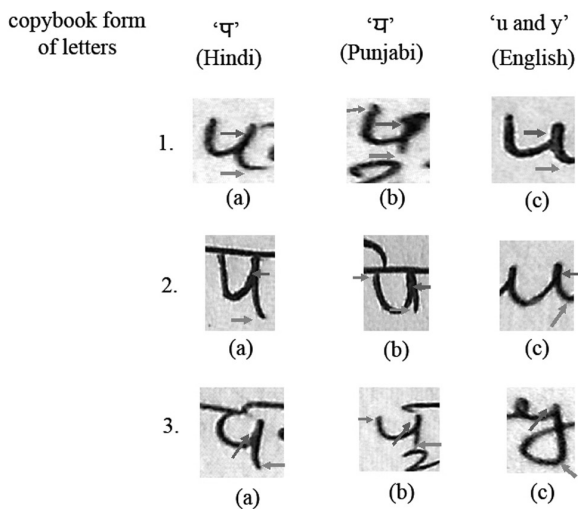 copybook form of letters
'प' (Hindi)
'ਪ' (Punjabi)
'u and y' (English)
1.
(a) (b) (c)
2.
(a) (b) (c)
3.
(a) (b) (c)